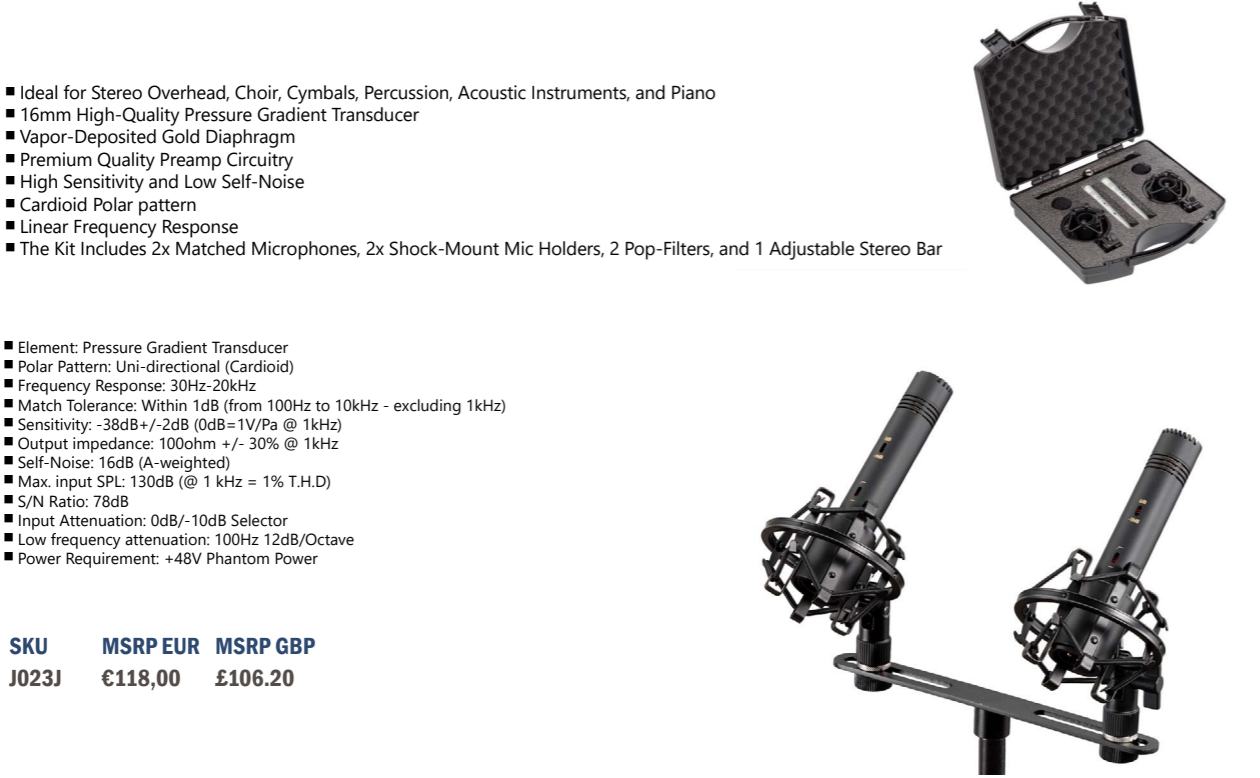 ■ Ideal for Stereo Overhead, Choir, Cymbals, Percussion, Acoustic Instruments, and Piano
■ 16mm High-Quality Pressure Gradient Transducer
■ Vapor-Deposited Gold Diaphragm
■ Premium Quality Preamp Circuitry
■ High Sensitivity and Low Self-Noise
■ Cardioid Polar pattern
■ Linear Frequency Response
■ The Kit Includes 2x Matched Microphones, 2x Shock-Mount Mic Holders, 2 Pop-Filters, and 1 Adjustable Stereo Bar
■ Element: Pressure Gradient Transducer
■ Polar Pattern: Uni-directional (Cardioid)
■ Frequency Response: 30Hz-20kHz
■ Match Tolerance: Within 1dB (from 100Hz to 10kHz - excluding 1kHz)
■ Sensitivity: -38dB+/-2dB (0dB=1V/Pa @ 1kHz)
■ Output impedance: 100ohm +/- 30% @ 1kHz
■ Self-Noise: 16dB (A-weighted)
■ Max. input SPL: 130dB (@ 1 kHz = 1% T.H.D)
■ S/N Ratio: 78dB
■ Input Attenuation: 0dB/-10dB Selector
■ Low frequency attenuation: 100Hz 12dB/Octave
■ Power Requirement: +48V Phantom Power
SKU MSRP EUR MSRP GBP
J023J €118,00 £106.20